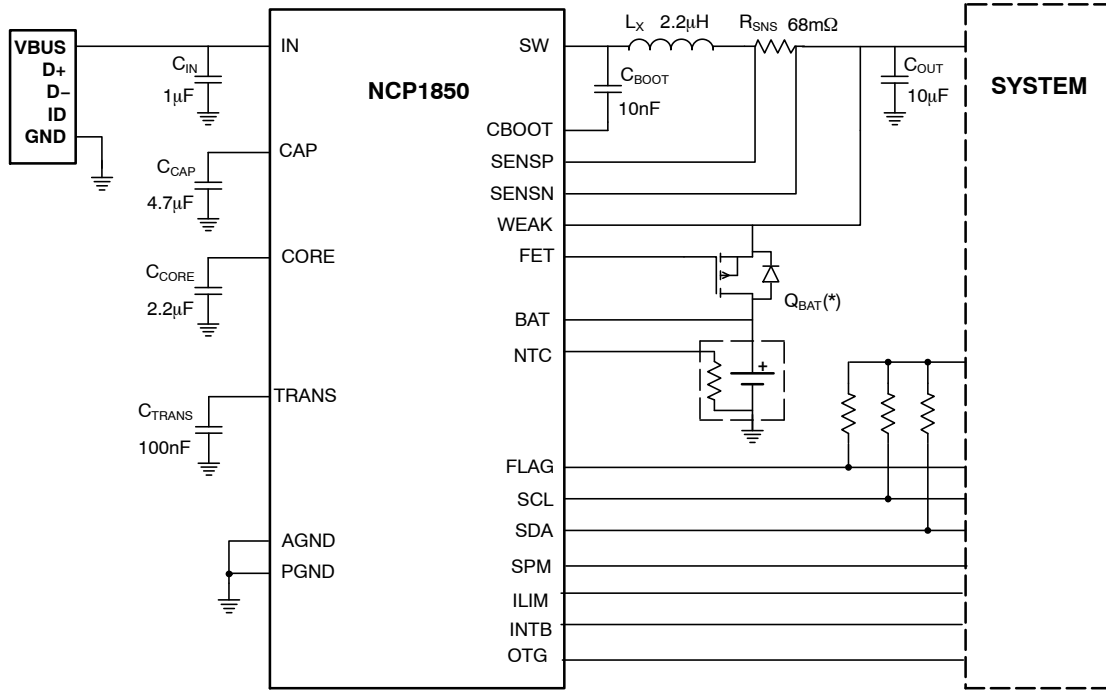 VBUS
D+
D−
ID
GND
C_IN
1µF
C_CAP
4.7µF
C_CORE
2.2µF
C_TRANS
100nF
IN
CAP
CORE
TRANS
AGND
PGND
NCP1850
SW
CBOOT
SENSP
SENSN
WEAK
FET
BAT
NTC
FLAG
SCL
SDA
SPM
ILIM
INTB
OTG
L_X 2.2µH
R_SNS 68mΩ
C_BOOT
10nF
C_OUT
10µF
Q_BAT(*)
+
SYSTEM